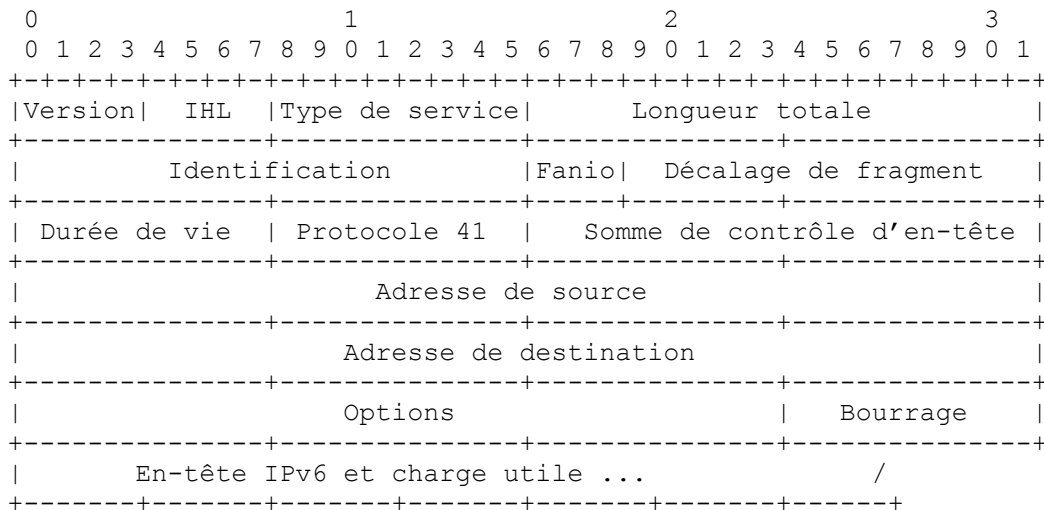 0                   1                   2                   3
0 1 2 3 4 5 6 7 8 9 0 1 2 3 4 5 6 7 8 9 0 1 2 3 4 5 6 7 8 9 0 1
+-+-+-+-+-+-+-+-+-+-+-+-+-+-+-+-+-+-+-+-+-+-+-+-+-+-+-+-+-+-+-+-+
|Version|  IHL  |Type de service|      Longueur totale          |
+---------------+---------------+---------------+---------------+
|         Identification        |Fanio|  Décalage de fragment   |
+---------------+---------------+-----+---------+---------------+
| Durée de vie  | Protocole 41  |   Somme de contrôle d’en-tête |
+---------------+---------------+---------------+---------------+
|                      Adresse de source                        |
+---------------+---------------+---------------+---------------+
|                    Adresse de destination                     |
+---------------+---------------+---------------+---------------+
|                    Options                    |   Bourrage    |
+---------------+---------------+---------------+---------------+
|       En-tête IPv6 et charge utile ...              /
+-------+-------+-------+-------+-------+-------+------+